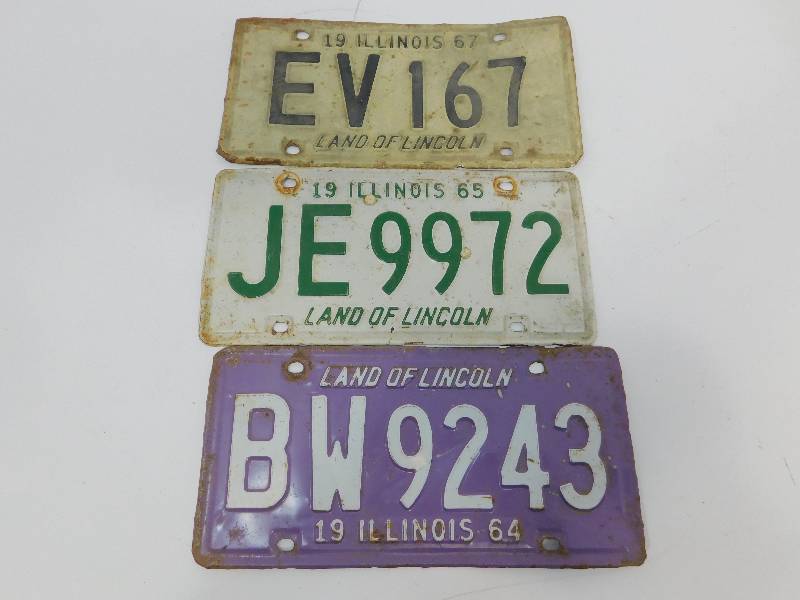 19 ILLINOIS 67
EV 167
LAND OF LINCOLN
19 ILLINOIS 65
JE 9972
LAND OF LINCOLN
LAND OF LINCOLN
BW 9243
19 ILLINOIS 64